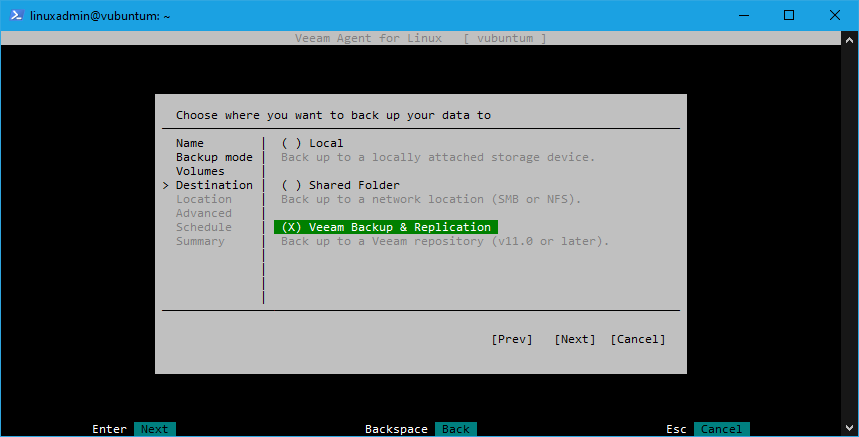 linuxadmin@vubuntum: ~
Veeam Agent for Linux [ vubuntum ]
Choose where you want to back up your data to
Name | ( ) Local
Backup mode | Back up to a locally attached storage device.
Volumes |
> Destination | ( ) Shared Folder
Location | Back up to a network location (SMB or NFS).
Advanced |
Schedule | (X) Veeam Backup & Replication
Summary | Back up to a Veeam repository (v11.0 or later).
[Prev] [Next] [Cancel]
Enter Next Backspace Back Esc Cancel